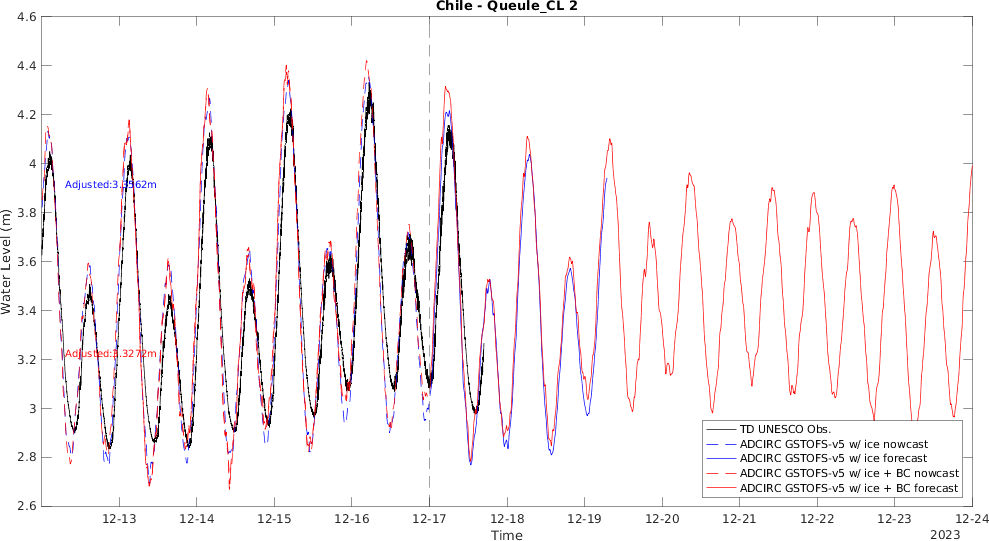 Chile - Queule_CL 2
4.6
4.4
4.2
4
3.8
3.6
3.4
3.2
3
2.8
2.6
Water Level (m)
Adjusted:3.3562m
Adjusted:3.3272m
TD UNESCO Obs.
ADCIRC GSTOFS-v5 w/ ice nowcast
ADCIRC GSTOFS-v5 w/ ice forecast
ADCIRC GSTOFS-v5 w/ ice + BC nowcast
ADCIRC GSTOFS-v5 w/ ice + BC forecast
12-13 12-14 12-15 12-16 12-17 12-18 12-19 12-20 12-21 12-22 12-23 12-24
Time
2023